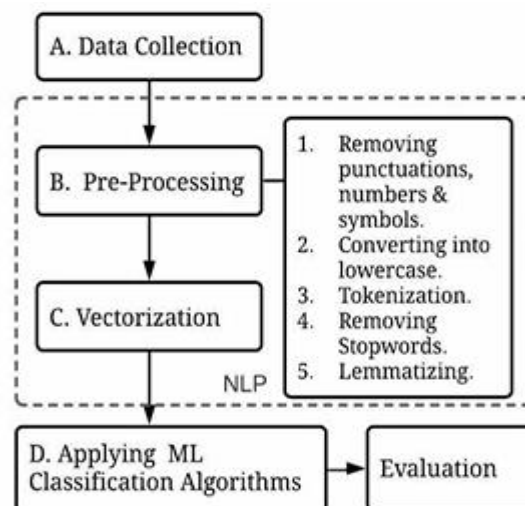 A. Data Collection
B. Pre-Processing
1. Removing
punctuations,
numbers &
symbols.
2. Converting into
lowercase.
3. Tokenization.
4. Removing
Stopwords.
5. Lemmatizing.
C. Vectorization
NLP
D. Applying ML
Classification Algorithms
Evaluation